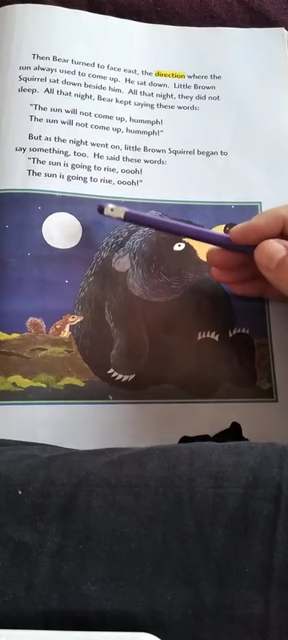 Then Bear turned to face east, the direction where the
sun always used to come up. He sat down. Little Brown
Squirrel sat down beside him. All that night, they did not
sleep. All that night, Bear kept saying these words:
"The sun will not come up, hummph!
The sun will not come up, hummph!"
But as the night went on, little Brown Squirrel began to
say something, too. He said these words:
"The sun is going to rise, oooh!
The sun is going to rise, oooh!"